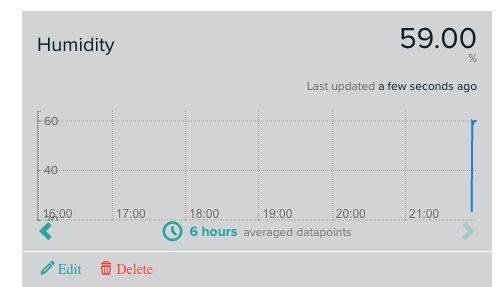 Humidity
59.00
%
Last updated a few seconds ago
60
40
20
16:00 17:00 18:00 19:00 20:00 21:00
6 hours averaged datapoints
Edit Delete